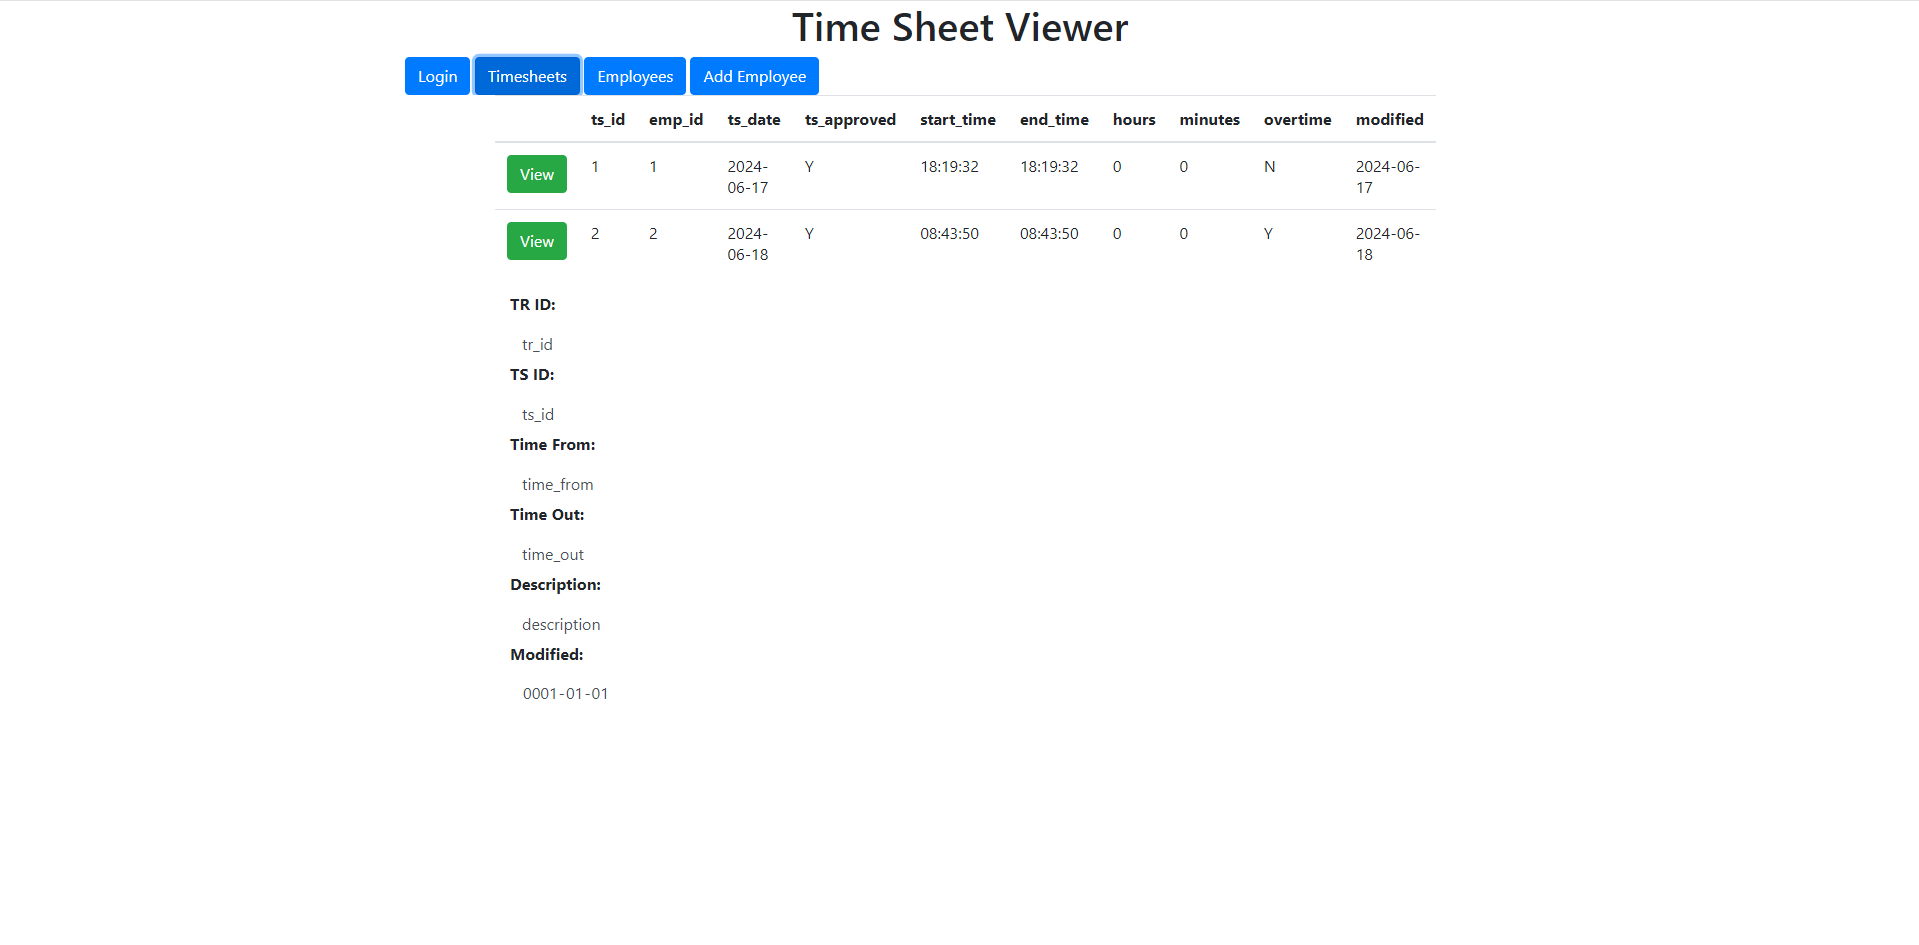 Time Sheet Viewer
Login Timesheets Employees Add Employee
ts_id emp_id ts_date ts_approved start_time end_time hours minutes overtime modified
View 1 1 2024-06-17 Y 18:19:32 18:19:32 0 0 N 2024-06-17
View 2 2 2024-06-18 Y 08:43:50 08:43:50 0 0 Y 2024-06-18
TR ID:
tr_id
TS ID:
ts_id
Time From:
time_from
Time Out:
time_out
Description:
description
Modified:
0001-01-01